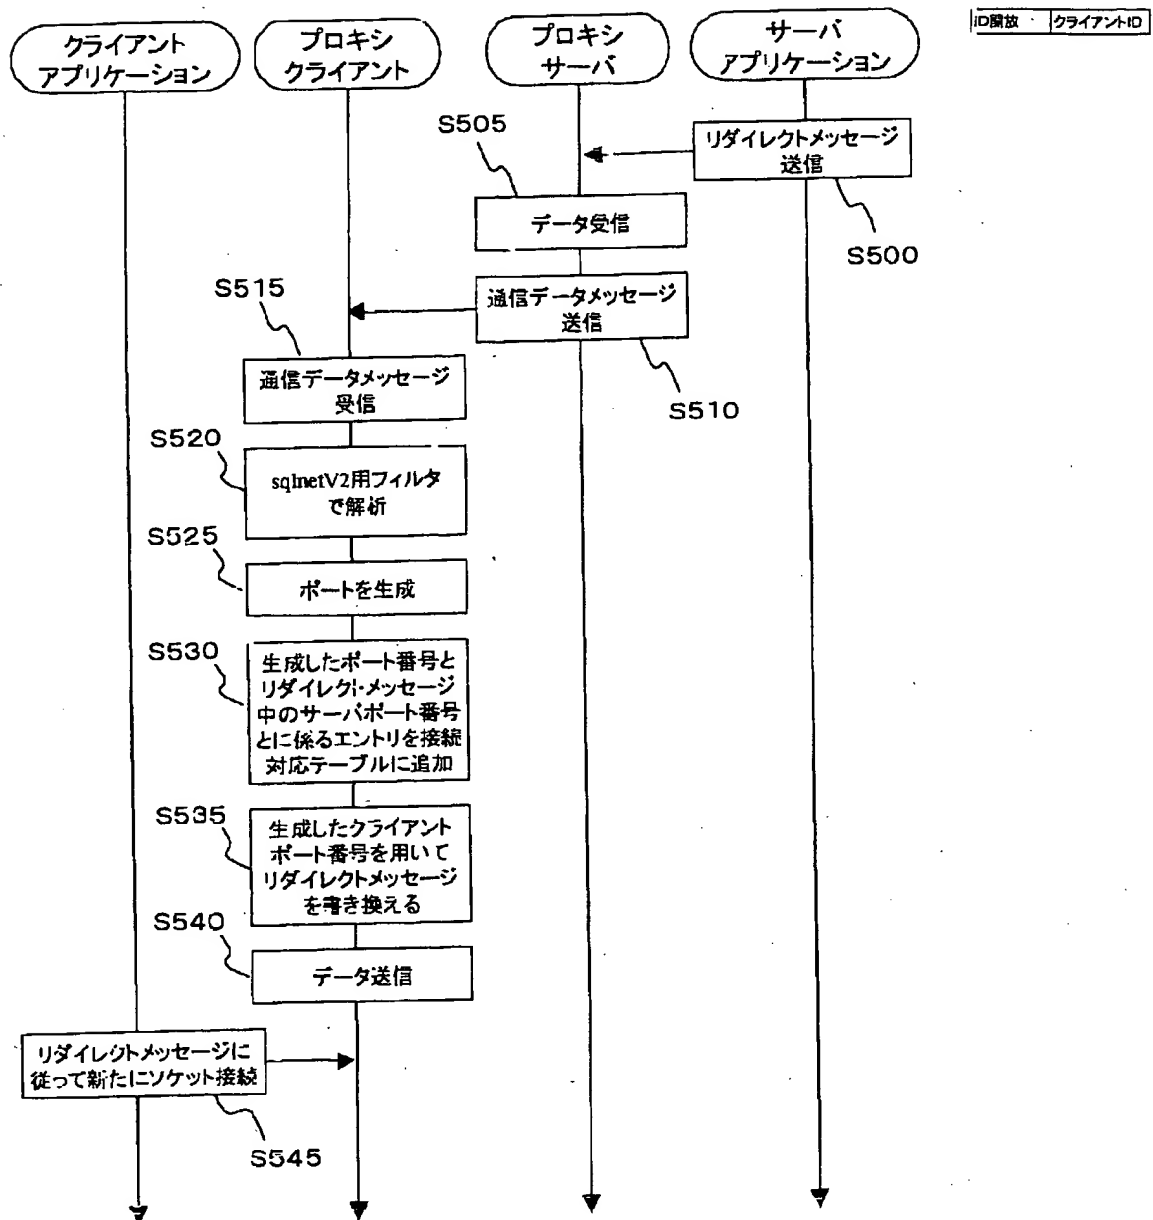 クライアント
アプリケーション
プロキシ
クライアント
プロキシ
サーバ
サーバ
アプリケーション
ID開放
クライアントID
リダイレクトメッセージ
送信
S500
S505
データ受信
通信データメッセージ
送信
S510
S515
通信データメッセージ
受信
S520
sqlnetV2用フィルタ
で解析
S525
ポートを生成
S530
生成したポート番号と
リダイレクト・メッセージ
中のサーバポート番号
とに係るエントリを接続
対応テーブルに追加
S535
生成したクライアント
ポート番号を用いて
リダイレクトメッセージ
を書き換える
S540
データ送信
リダイレクトメッセージに
従って新たにソケット接続
S545